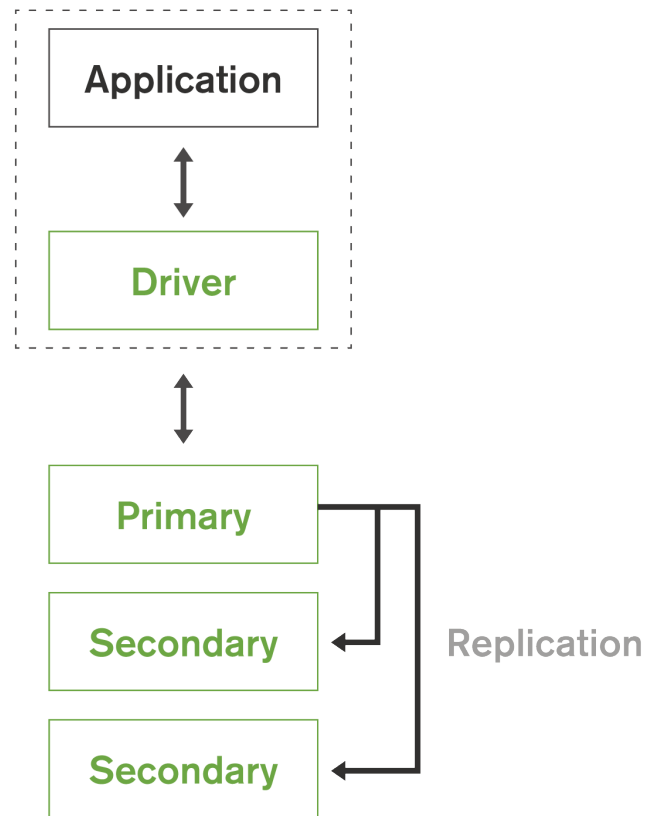 Application
Driver
Primary
Secondary
Replication
Secondary